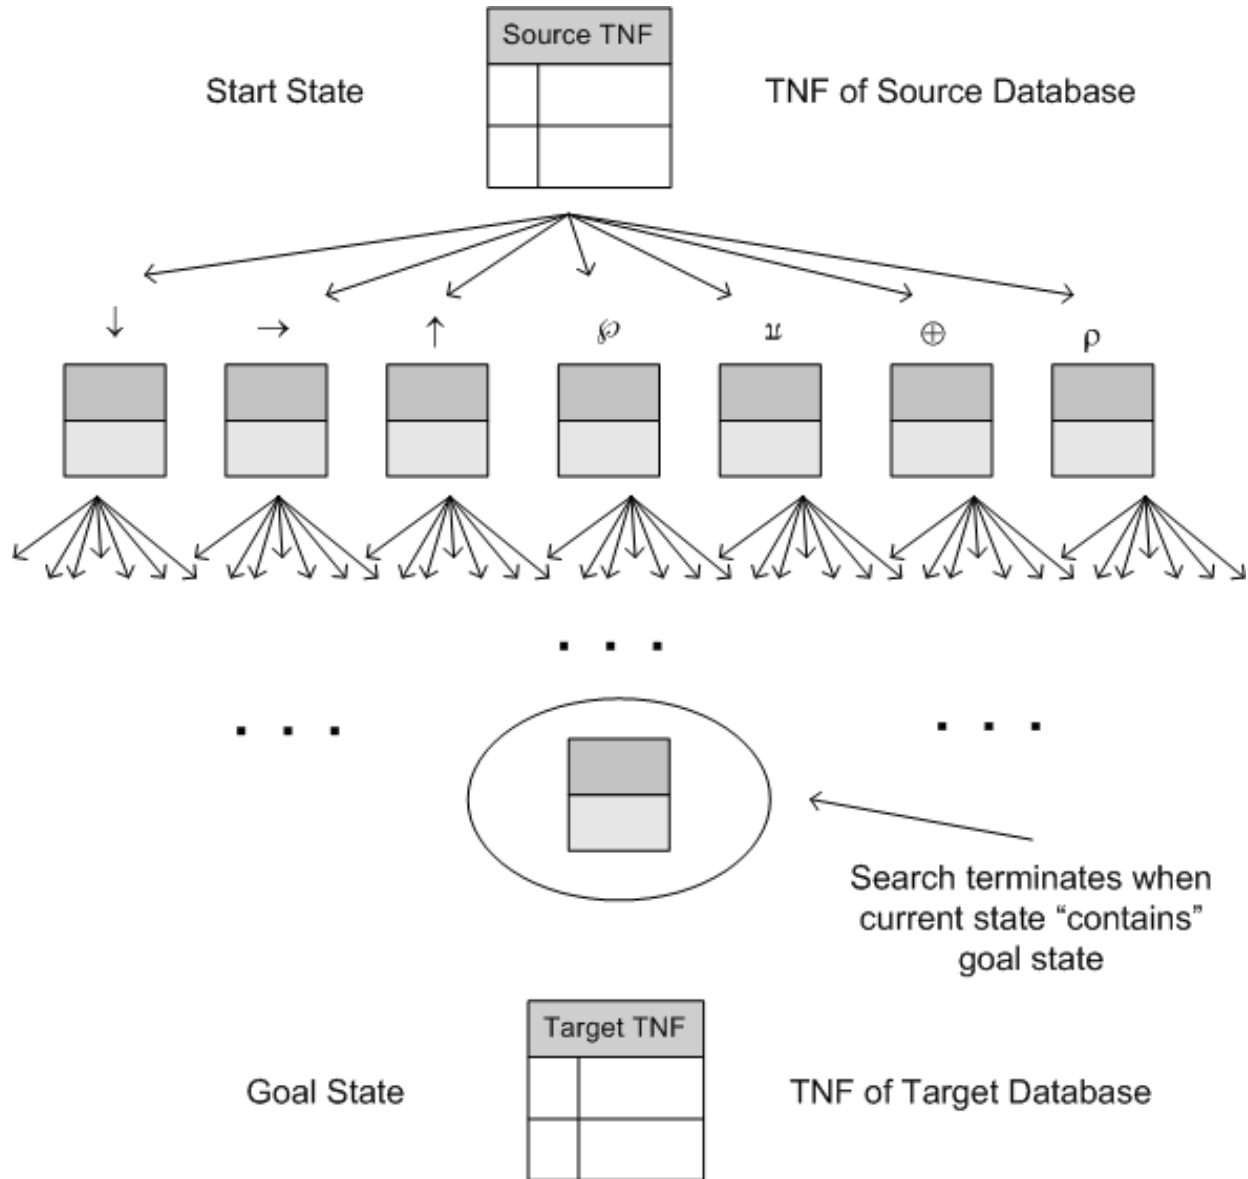 Source TNF
Start State
TNF of Source Database
↓ → ↑ ℘ π ⊕ ρ
. . .
. . .
. . .
Search terminates when
current state “contains”
goal state
Target TNF
Goal State
TNF of Target Database